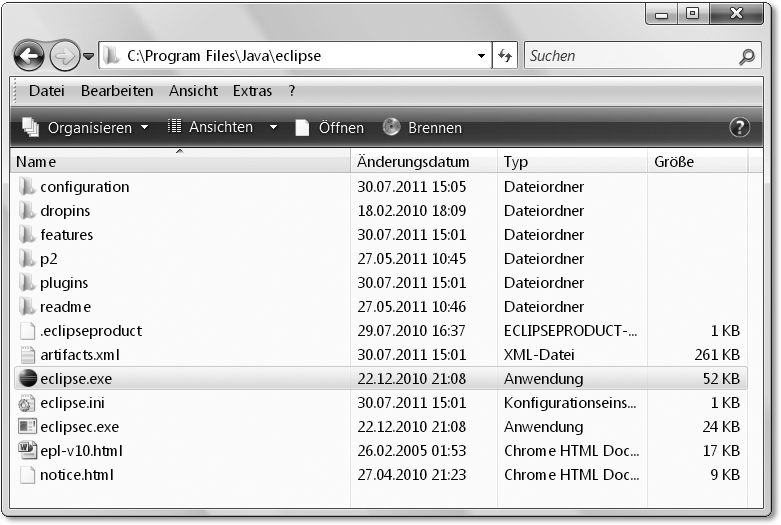 C:\Program Files\Java\eclipse
Suchen
Datei Bearbeiten Ansicht Extras ?
Organisieren Ansichten Öffnen Brennen ?
Name Änderungsdatum Typ Größe
configuration 30.07.2011 15:05 Dateiordner
dropins 18.02.2010 18:09 Dateiordner
features 30.07.2011 15:01 Dateiordner
p2 27.05.2011 10:45 Dateiordner
plugins 30.07.2011 15:01 Dateiordner
readme 27.05.2011 10:46 Dateiordner
.eclipseproduct 29.07.2010 16:37 ECLIPSEPRODUCT-... 1 KB
artifacts.xml 30.07.2011 15:01 XML-Datei 261 KB
eclipse.exe 22.12.2010 21:08 Anwendung 52 KB
eclipse.ini 30.07.2011 15:01 Konfigurationseins... 1 KB
eclipsec.exe 22.12.2010 21:08 Anwendung 24 KB
epl-v10.html 26.02.2005 01:53 Chrome HTML Doc... 17 KB
notice.html 27.04.2010 21:23 Chrome HTML Doc... 9 KB